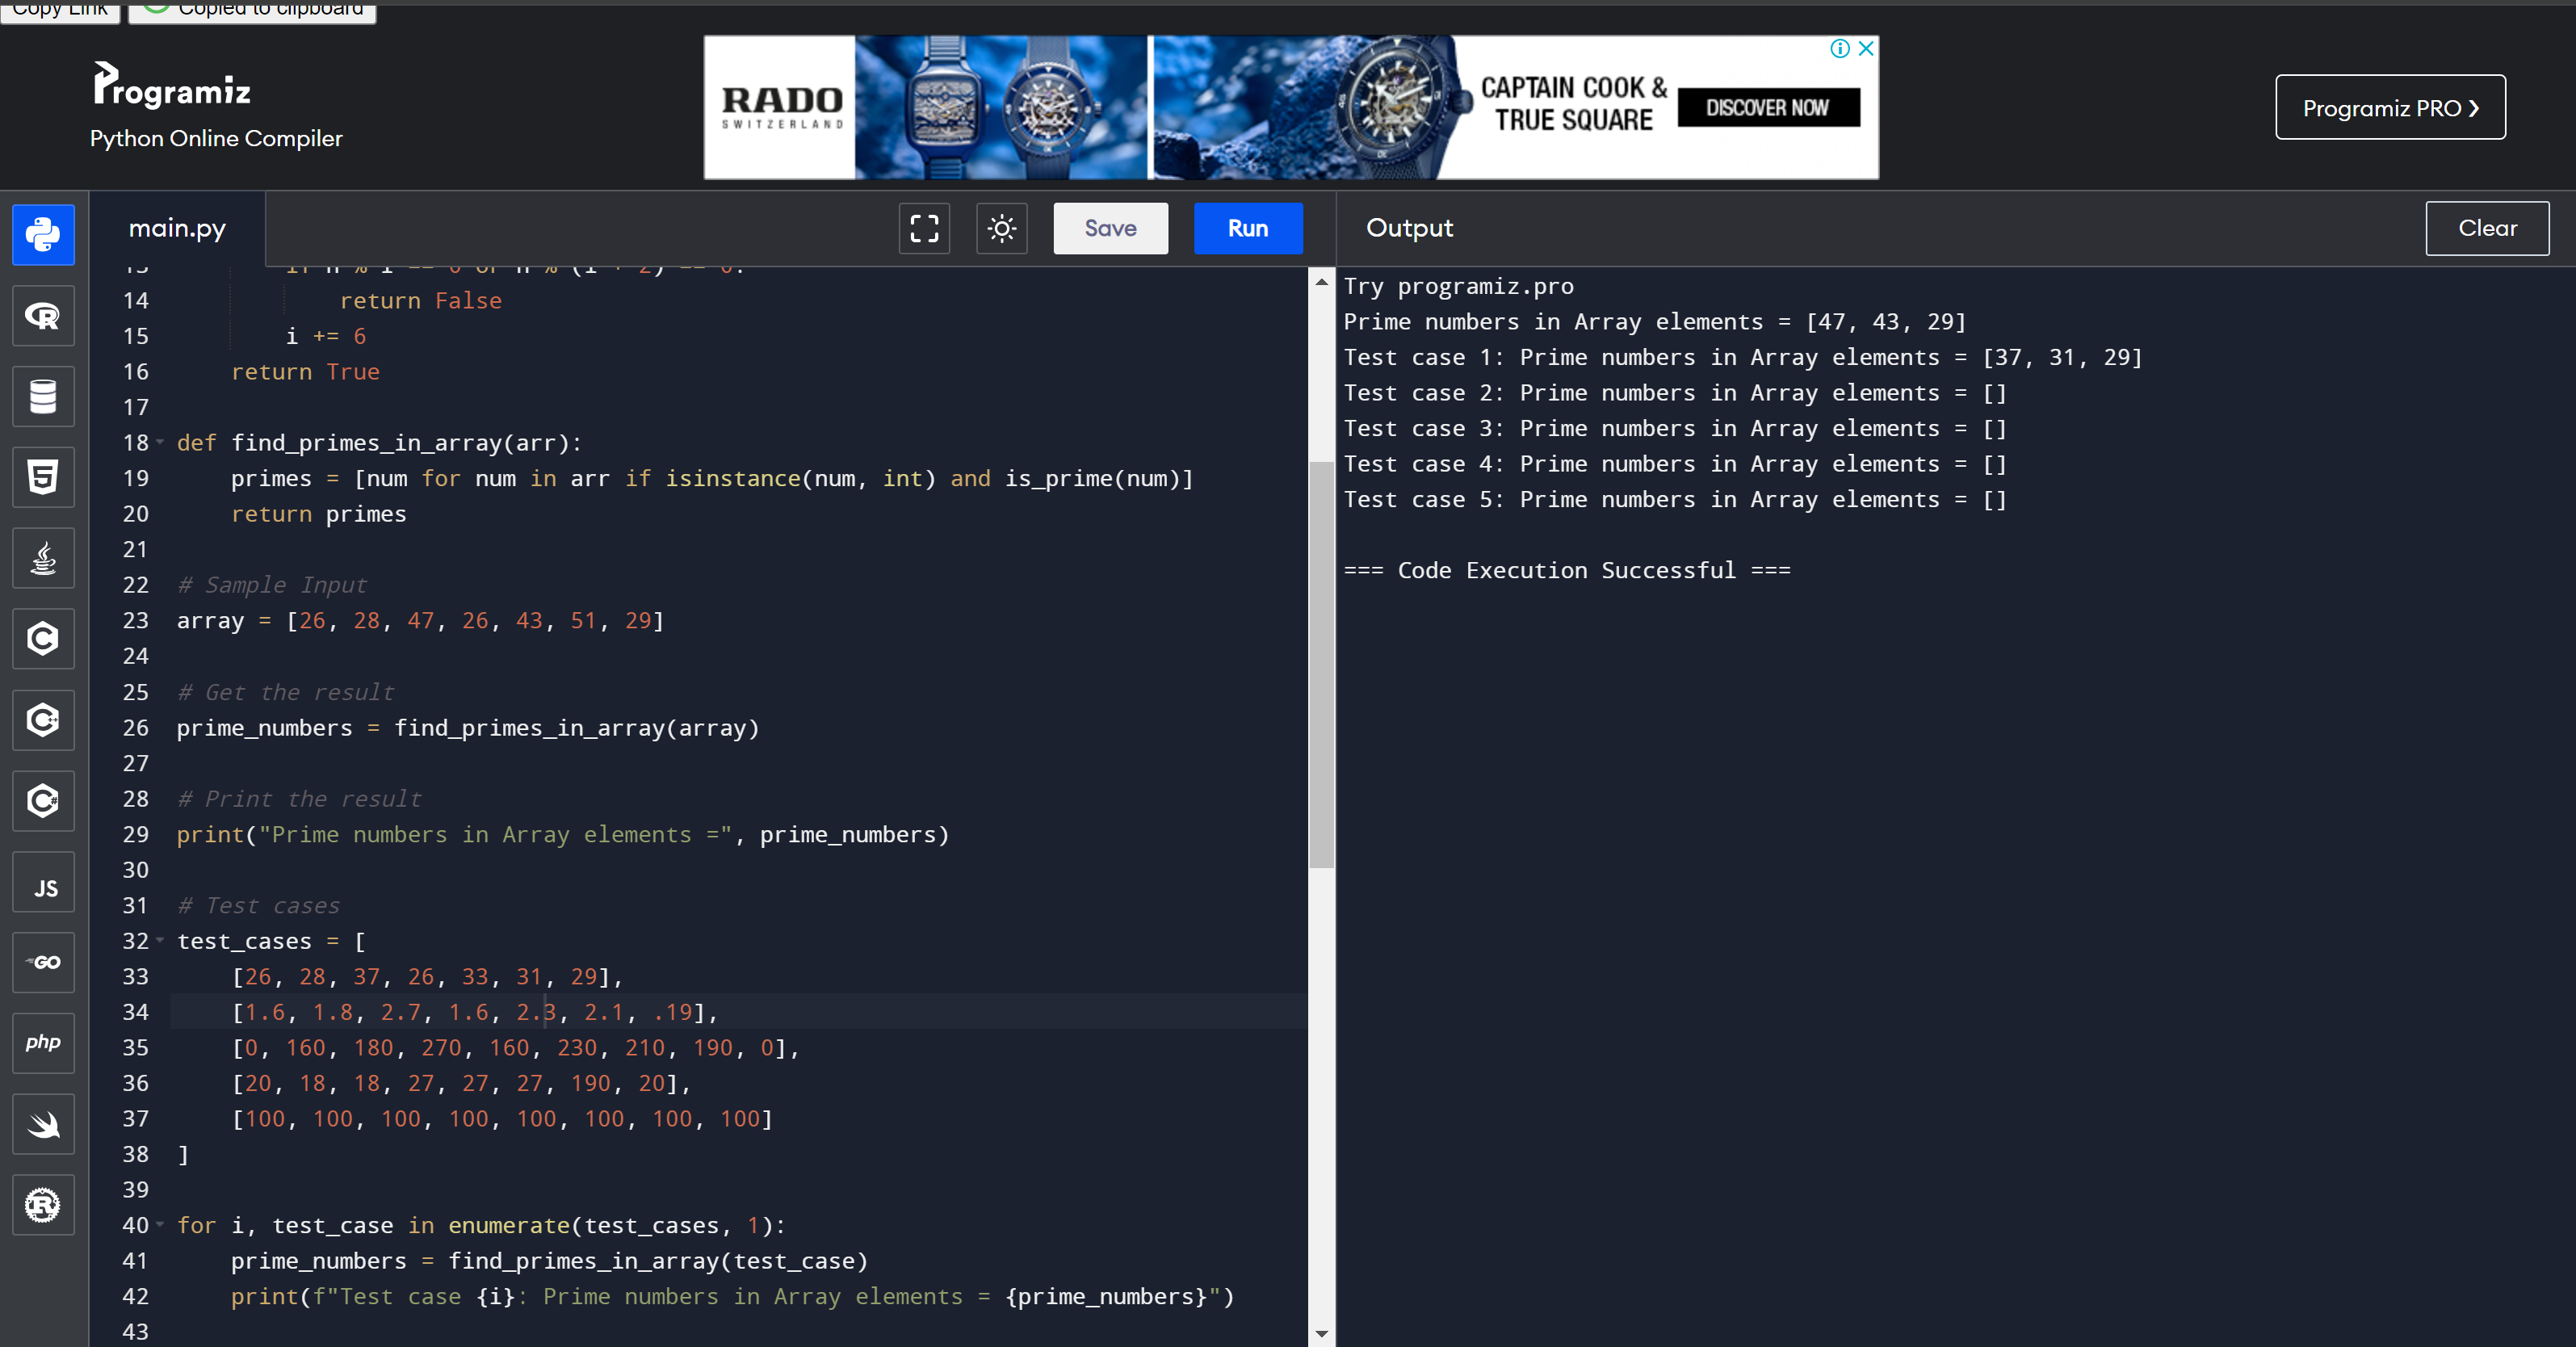 Copy Link
Copied to clipboard
Programiz
Python Online Compiler
RADO
SWITZERLAND
CAPTAIN COOK &
TRUE SQUARE
DISCOVER NOW
Programiz PRO ❯
main.py
Save
Run
Output
Clear
13 if n % i == 0 or n % (i + 2) == 0:
14 return False
15 i += 6
16 return True
17
18 def find_primes_in_array(arr):
19 primes = [num for num in arr if isinstance(num, int) and is_prime(num)]
20 return primes
21
22 # Sample Input
23 array = [26, 28, 47, 26, 43, 51, 29]
24
25 # Get the result
26 prime_numbers = find_primes_in_array(array)
27
28 # Print the result
29 print("Prime numbers in Array elements =", prime_numbers)
30
31 # Test cases
32 test_cases = [
33 [26, 28, 37, 26, 33, 31, 29],
34 [1.6, 1.8, 2.7, 1.6, 2.3, 2.1, .19],
35 [0, 160, 180, 270, 160, 230, 210, 190, 0],
36 [20, 18, 18, 27, 27, 27, 190, 20],
37 [100, 100, 100, 100, 100, 100, 100, 100]
38 ]
39
40 for i, test_case in enumerate(test_cases, 1):
41 prime_numbers = find_primes_in_array(test_case)
42 print(f"Test case {i}: Prime numbers in Array elements = {prime_numbers}")
43
Try programiz.pro
Prime numbers in Array elements = [47, 43, 29]
Test case 1: Prime numbers in Array elements = [37, 31, 29]
Test case 2: Prime numbers in Array elements = []
Test case 3: Prime numbers in Array elements = []
Test case 4: Prime numbers in Array elements = []
Test case 5: Prime numbers in Array elements = []
=== Code Execution Successful ===
R
5
C
C++
C#
JS
GO
php
R